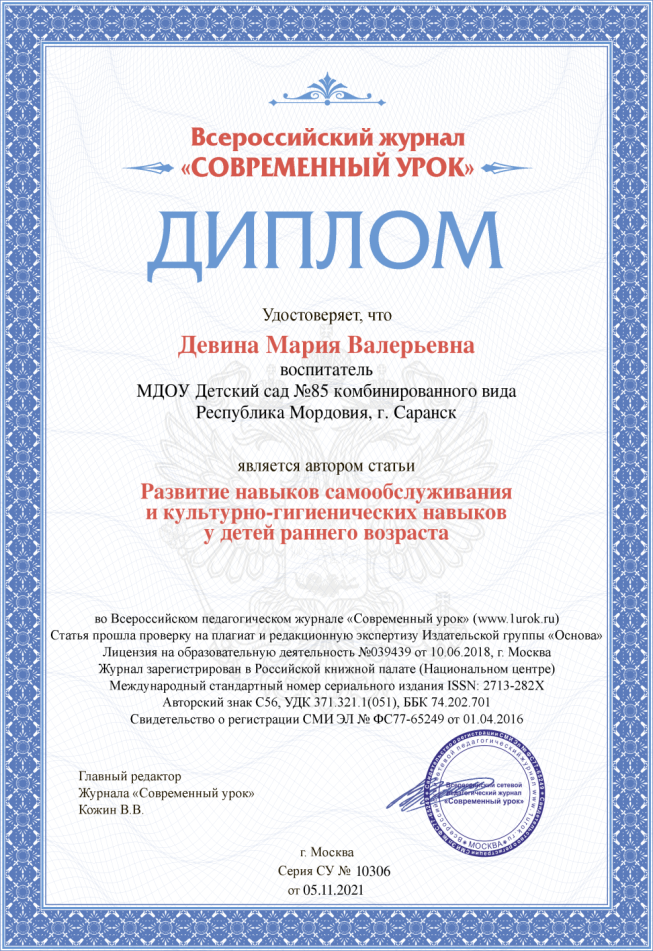 Всероссийский журнал
«СОВРЕМЕННЫЙ УРОК»
ДИПЛОМ
Удостоверяет, что
Девина Мария Валерьевна
воспитатель
МДОУ Детский сад №85 комбинированного вида
Республика Мордовия, г. Саранск
является автором статьи
Развитие навыков самообслуживания
и культурно-гигиенических навыков
у детей раннего возраста
во Всероссийском педагогическом журнале «Современный урок» (www.1urok.ru)
Статья прошла проверку на плагиат и редакционную экспертизу Издательской группы «Основа»
Лицензия на образовательную деятельность №039439 от 10.06.2018, г. Москва
Журнал зарегистрирован в Российской книжной палате (Национальном центре)
Международный стандартный номер сериального издания ISSN: 2713-282X
Авторский знак С56, УДК 371.321.1(051), ББК 74.202.701
Свидетельство о регистрации СМИ ЭЛ № ФС77-65249 от 01.04.2016
Главный редактор
Журнала «Современный урок»
Кожин В.В.
Всероссийский сетевой
педагогический журнал
«Современный урок»
МОСКВА
г. Москва
Серия СУ № 10306
от 05.11.2021